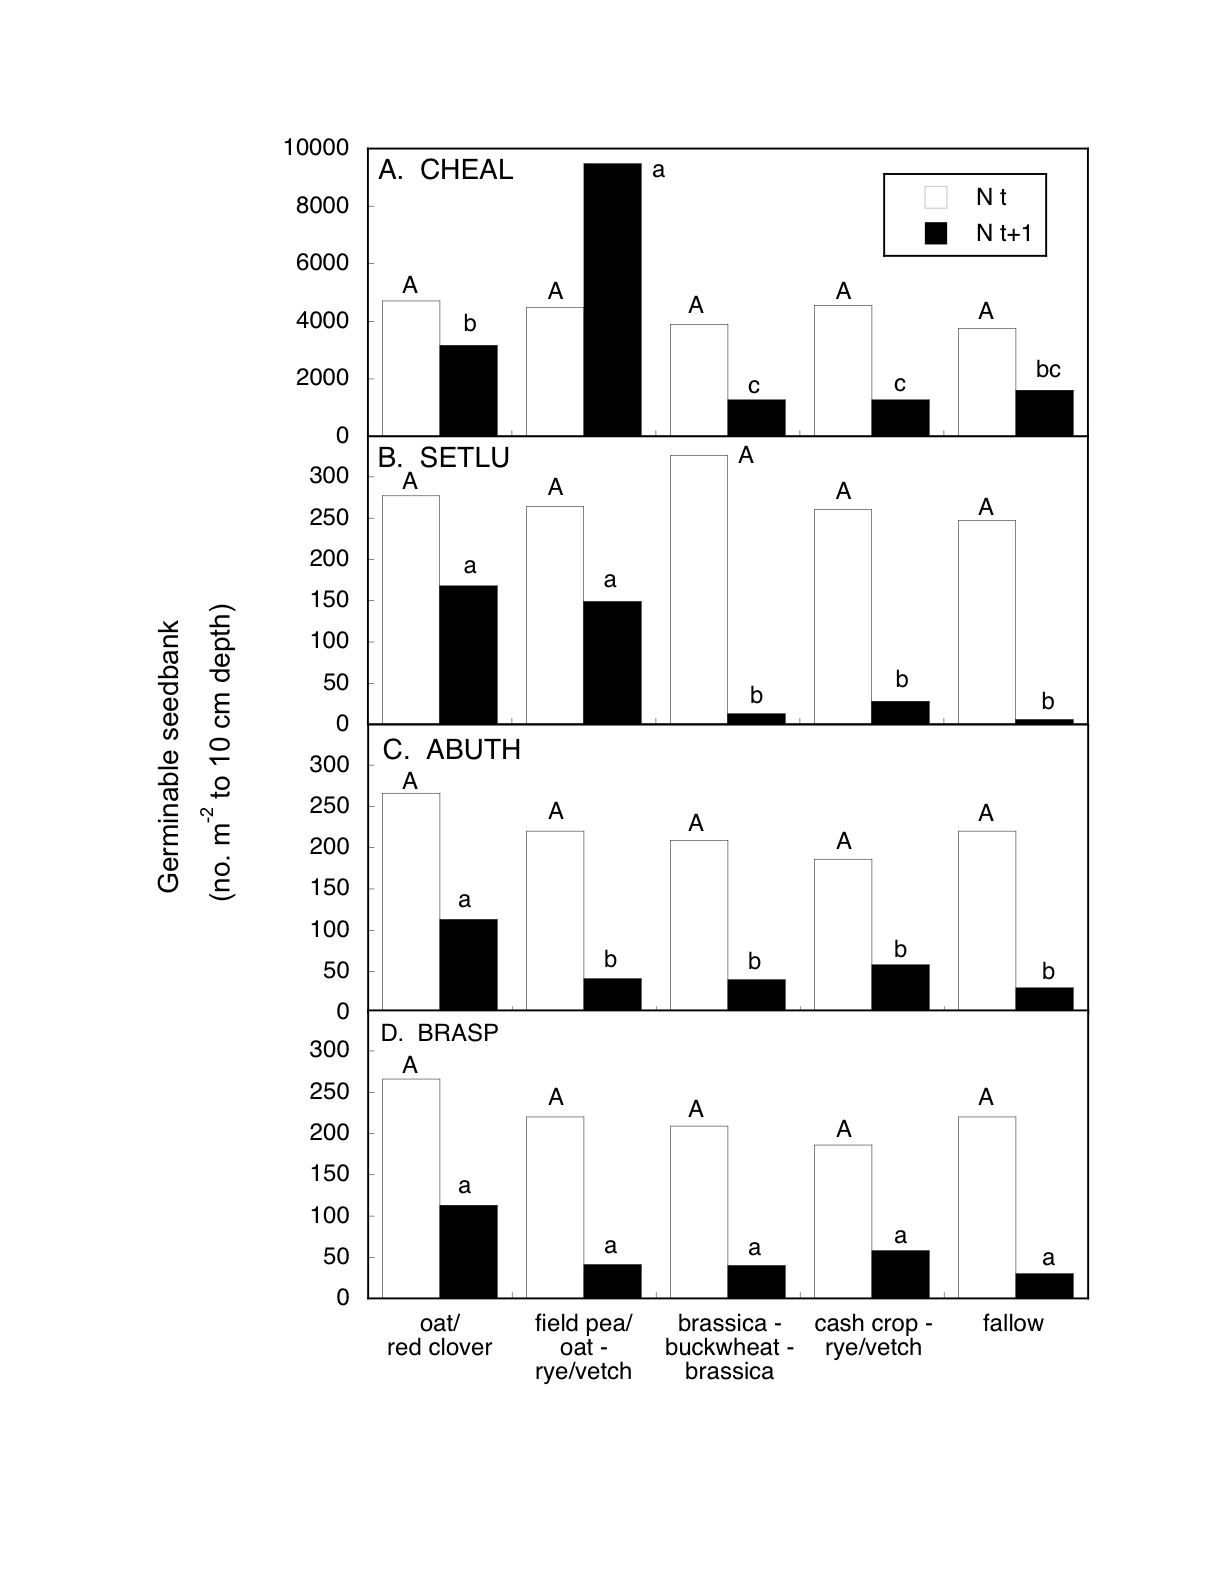 Germinable seedbank
(no. m-2 to 10 cm depth)
10000
8000
6000
4000
2000
0
A. CHEAL
N t
N t+1
A
b
A
a
A
c
A
c
A
bc
300
250
200
150
100
50
0
B. SETLU
A
a
A
a
A
b
A
b
A
b
300
250
200
150
100
50
0
C. ABUTH
A
a
A
b
A
b
A
b
A
b
300
250
200
150
100
50
0
D. BRASP
A
a
A
a
A
a
A
a
A
a
oat/
red clover
field pea/
oat -
rye/vetch
brassica -
buckwheat -
brassica
cash crop -
rye/vetch
fallow